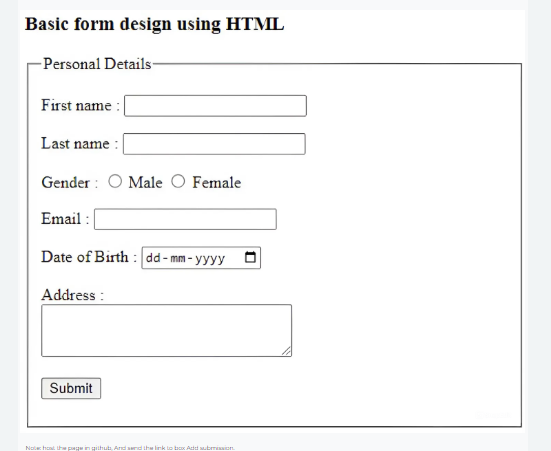 Basic form design using HTML
Personal Details
First name :
Last name :
Gender : Male Female
Email :
Date of Birth : dd-mm-yyyy
Address :
Submit
Note: host the page in github, And send the link to box Add submission.